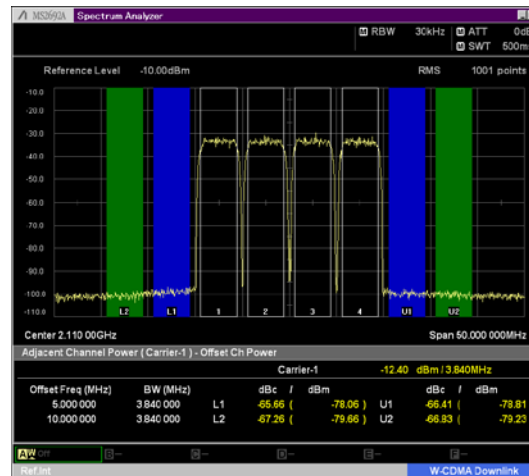 MS2692A Spectrum Analyzer
M RBW 30kHz M ATT 0dB
M SWT 500m
Reference Level -10.00dBm RMS 1001 points
-10.0
-20.0
-30.0
-40.0
-50.0
-60.0
-70.0
-80.0
-90.0
-100.0
-110.0
L2 L1 1 2 3 4 U1 U2
Center 2.110 00GHz Span 50.000 000MHz
Adjacent Channel Power ( Carrier-1 ) - Offset Ch Power
Carrier-1 -12.40 dBm / 3.840MHz
Offset Freq (MHz) BW (MHz) dBc / dBm dBc / dBm
5.000 000 3.840 000 L1 -65.66 ( -78.06 ) U1 -66.41 ( -78.81
10.000 000 3.840 000 L2 -67.26 ( -79.66 ) U2 -66.83 ( -79.23
AW Off
Ref.Int W-CDMA Downlink